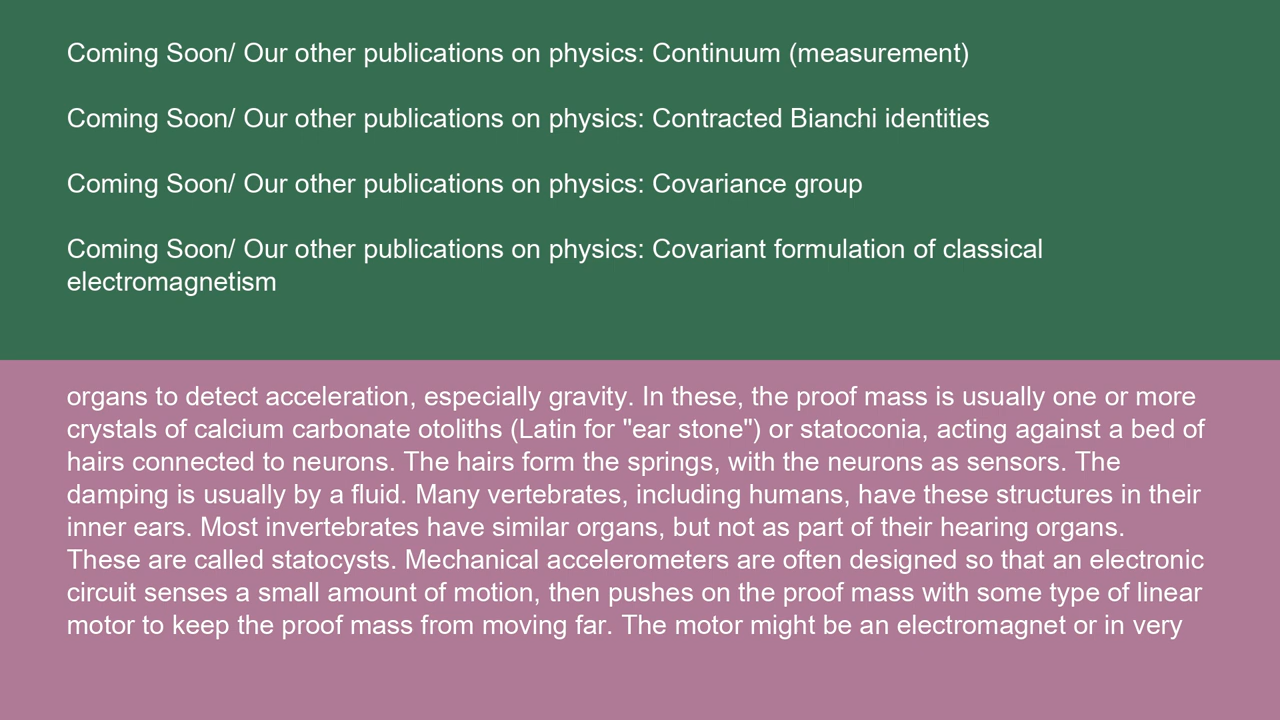 Coming Soon/ Our other publications on physics: Continuum (measurement)
Coming Soon/ Our other publications on physics: Contracted Bianchi identities
Coming Soon/ Our other publications on physics: Covariance group
Coming Soon/ Our other publications on physics: Covariant formulation of classical
electromagnetism
organs to detect acceleration, especially gravity. In these, the proof mass is usually one or more
crystals of calcium carbonate otoliths (Latin for "ear stone") or statoconia, acting against a bed of
hairs connected to neurons. The hairs form the springs, with the neurons as sensors. The
damping is usually by a fluid. Many vertebrates, including humans, have these structures in their
inner ears. Most invertebrates have similar organs, but not as part of their hearing organs.
These are called statocysts. Mechanical accelerometers are often designed so that an electronic
circuit senses a small amount of motion, then pushes on the proof mass with some type of linear
motor to keep the proof mass from moving far. The motor might be an electromagnet or in very